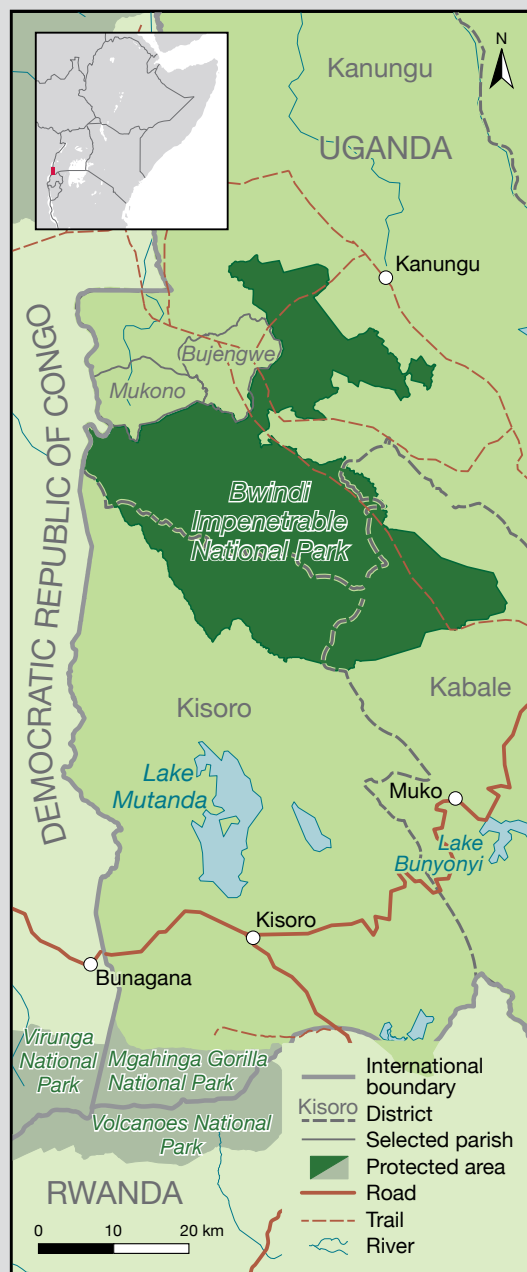 N
Kanungu
UGANDA
Kanungu
DEMOCRATIC REPUBLIC OF CONGO
Bujengwe
Mukono
Bwindi
Impenetrable
National Park
Kisoro
Kabale
Lake
Mutanda
Muko
Lake
Bunyonyi
Kisoro
Bunagana
Virunga
National
Park
Mgahinga Gorilla
National Park
Volcanoes National
Park
RWANDA
International
boundary
Kisoro District
Selected parish
Protected area
Road
Trail
River
0 10 20 km